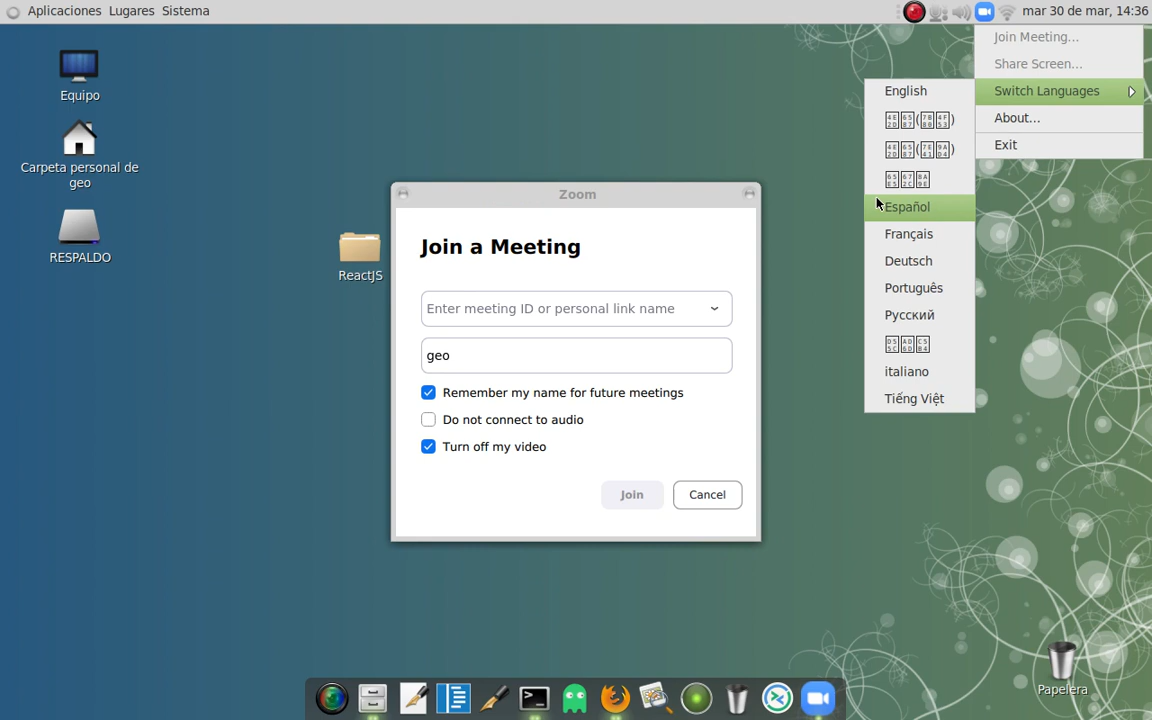 Aplicaciones Lugares Sistema
mar 30 de mar, 14:36
Equipo
Carpeta personal de
geo
RESPALDO
ReactJS
Zoom
Join a Meeting
Enter meeting ID or personal link name
geo
Remember my name for future meetings
Do not connect to audio
Turn off my video
Join
Cancel
Join Meeting...
Share Screen...
Switch Languages
About...
Exit
English
Español
Français
Deutsch
Português
Русский
italiano
Tiếng Việt
Papelera